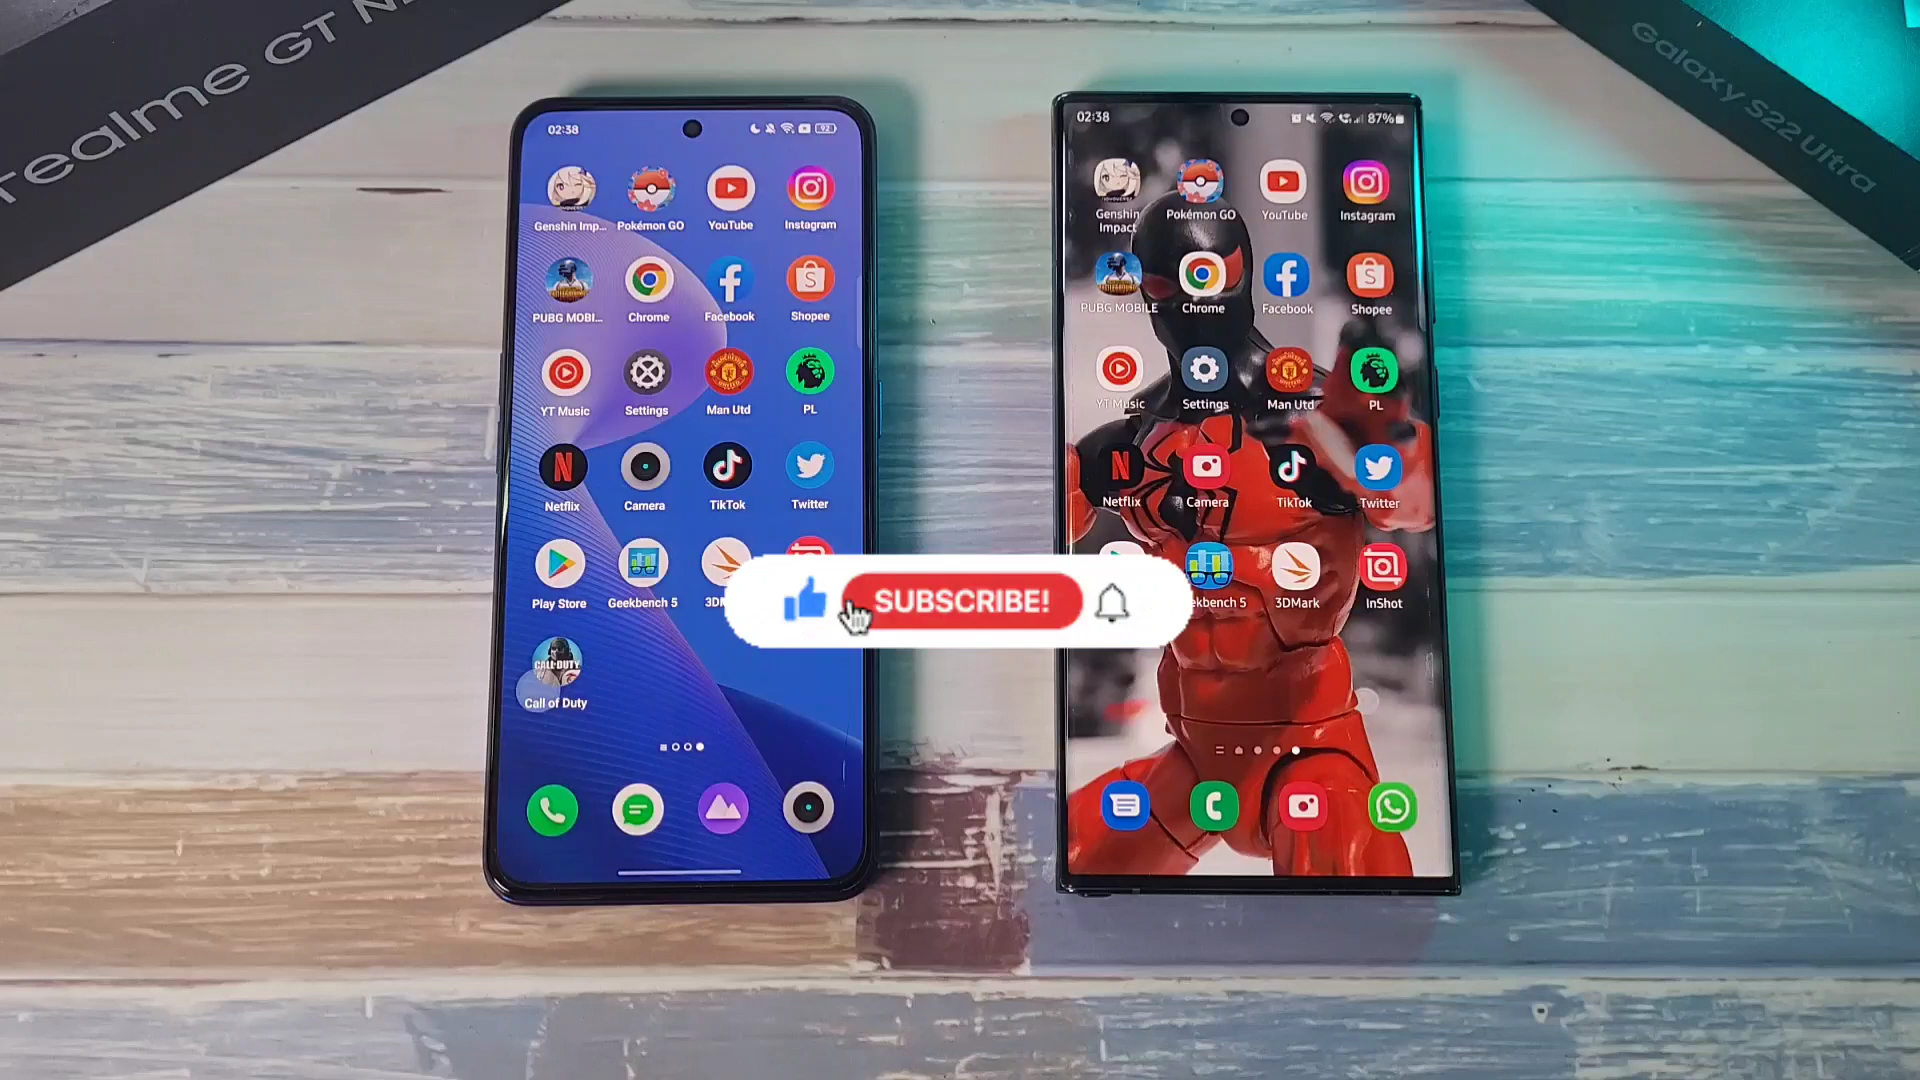 realme GT
Galaxy S22 Ultra
02:38
92
Genshin Imp...
Pokémon GO
YouTube
Instagram
PUBG MOBI...
Chrome
Facebook
Shopee
YT Music
Settings
Man Utd
PL
Netflix
Camera
TikTok
Twitter
Play Store
Geekbench 5
CALL·DUTY
Call of Duty
02:38
87%
Genshin
Impact
Pokémon GO
YouTube
Instagram
PUBG MOBILE
Chrome
Facebook
Shopee
YT Music
Settings
Man Utd
PL
Netflix
Camera
TikTok
Twitter
ekbench 5
3DMark
InShot
SUBSCRIBE!